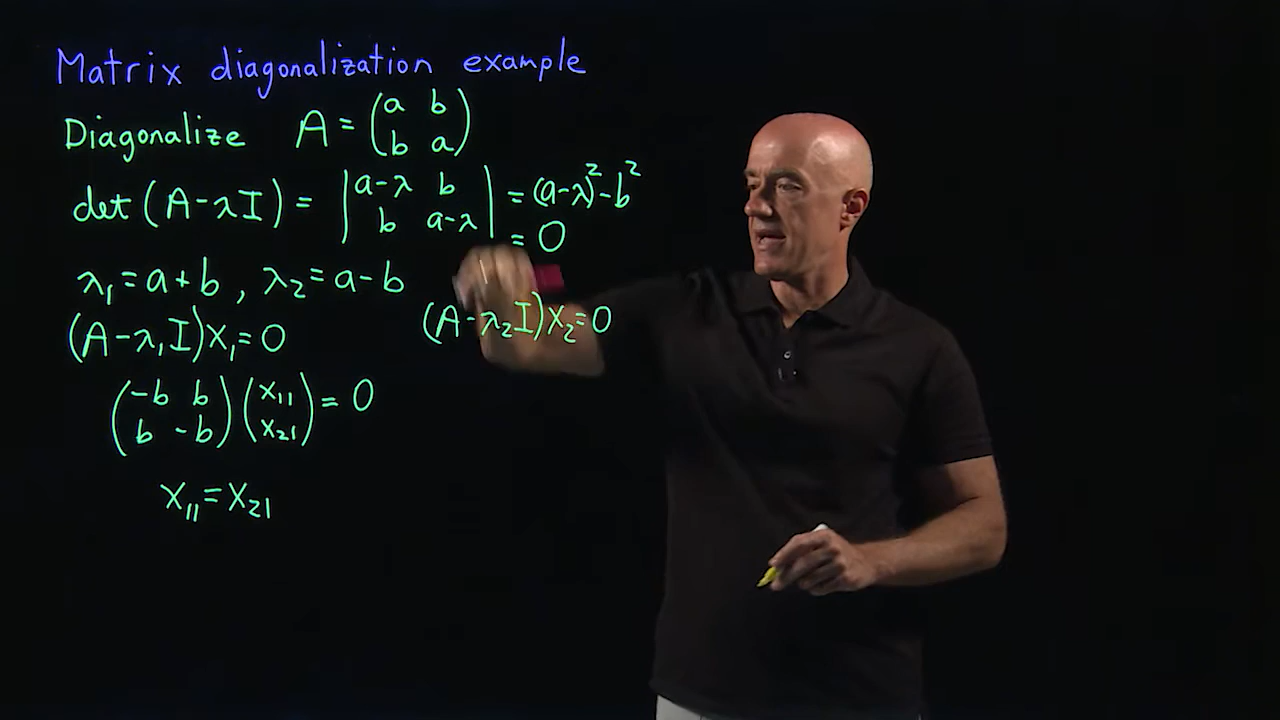 Matrix diagonalization example
Diagonalize A = (a b
b a)
det(A-λI) = |a-λ b
b a-λ| = (a-λ)²-b²
= 0
λ₁=a+b, λ₂=a-b
(A-λ₁I)x₁=0
(A-λ₂I)x₂=0
(-b b
b -b) (x₁₁
x₂₁) = 0
x₁₁=x₂₁